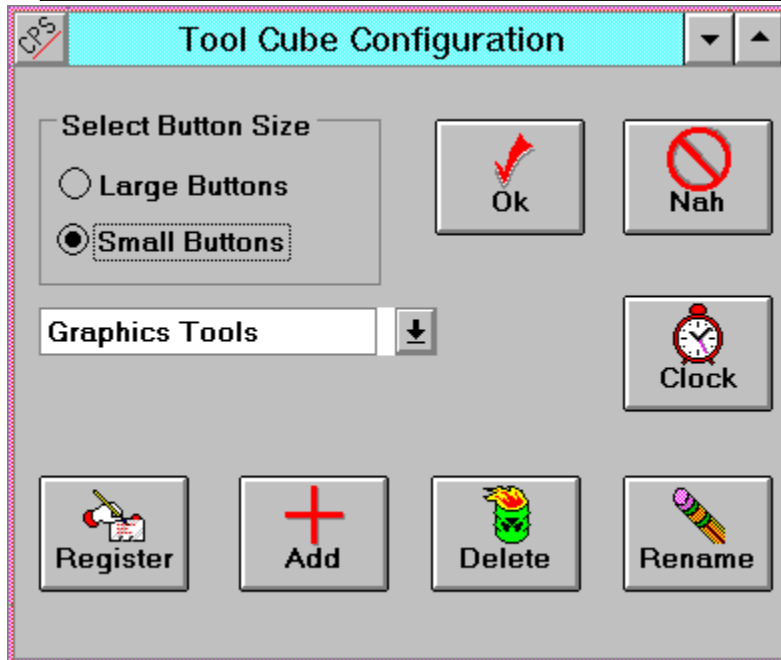 CPS Tool Cube Configuration
Select Button Size
Large Buttons
Small Buttons
Ok
Nah
Graphics Tools
Clock
Register
Add
Delete
Rename